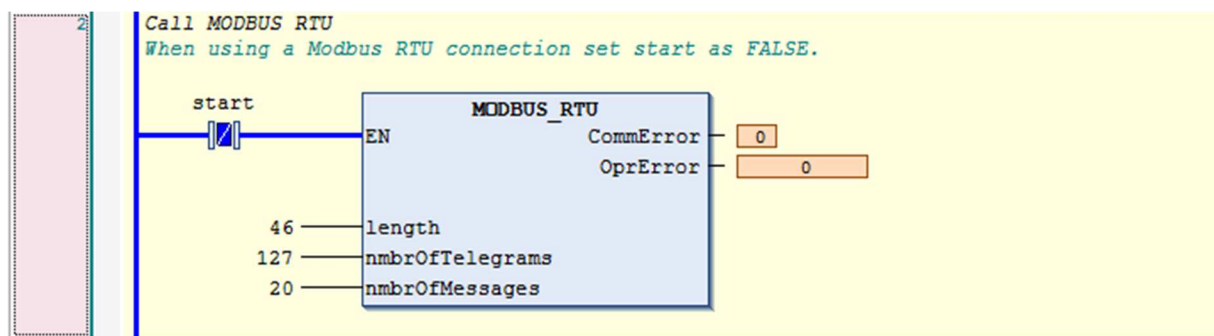 2
Call MODBUS RTU
When using a Modbus RTU connection set start as FALSE.
start
MODBUS_RTU
EN CommError 0
OprError 0
46 length
127 nmbrOfTelegrams
20 nmbrOfMessages